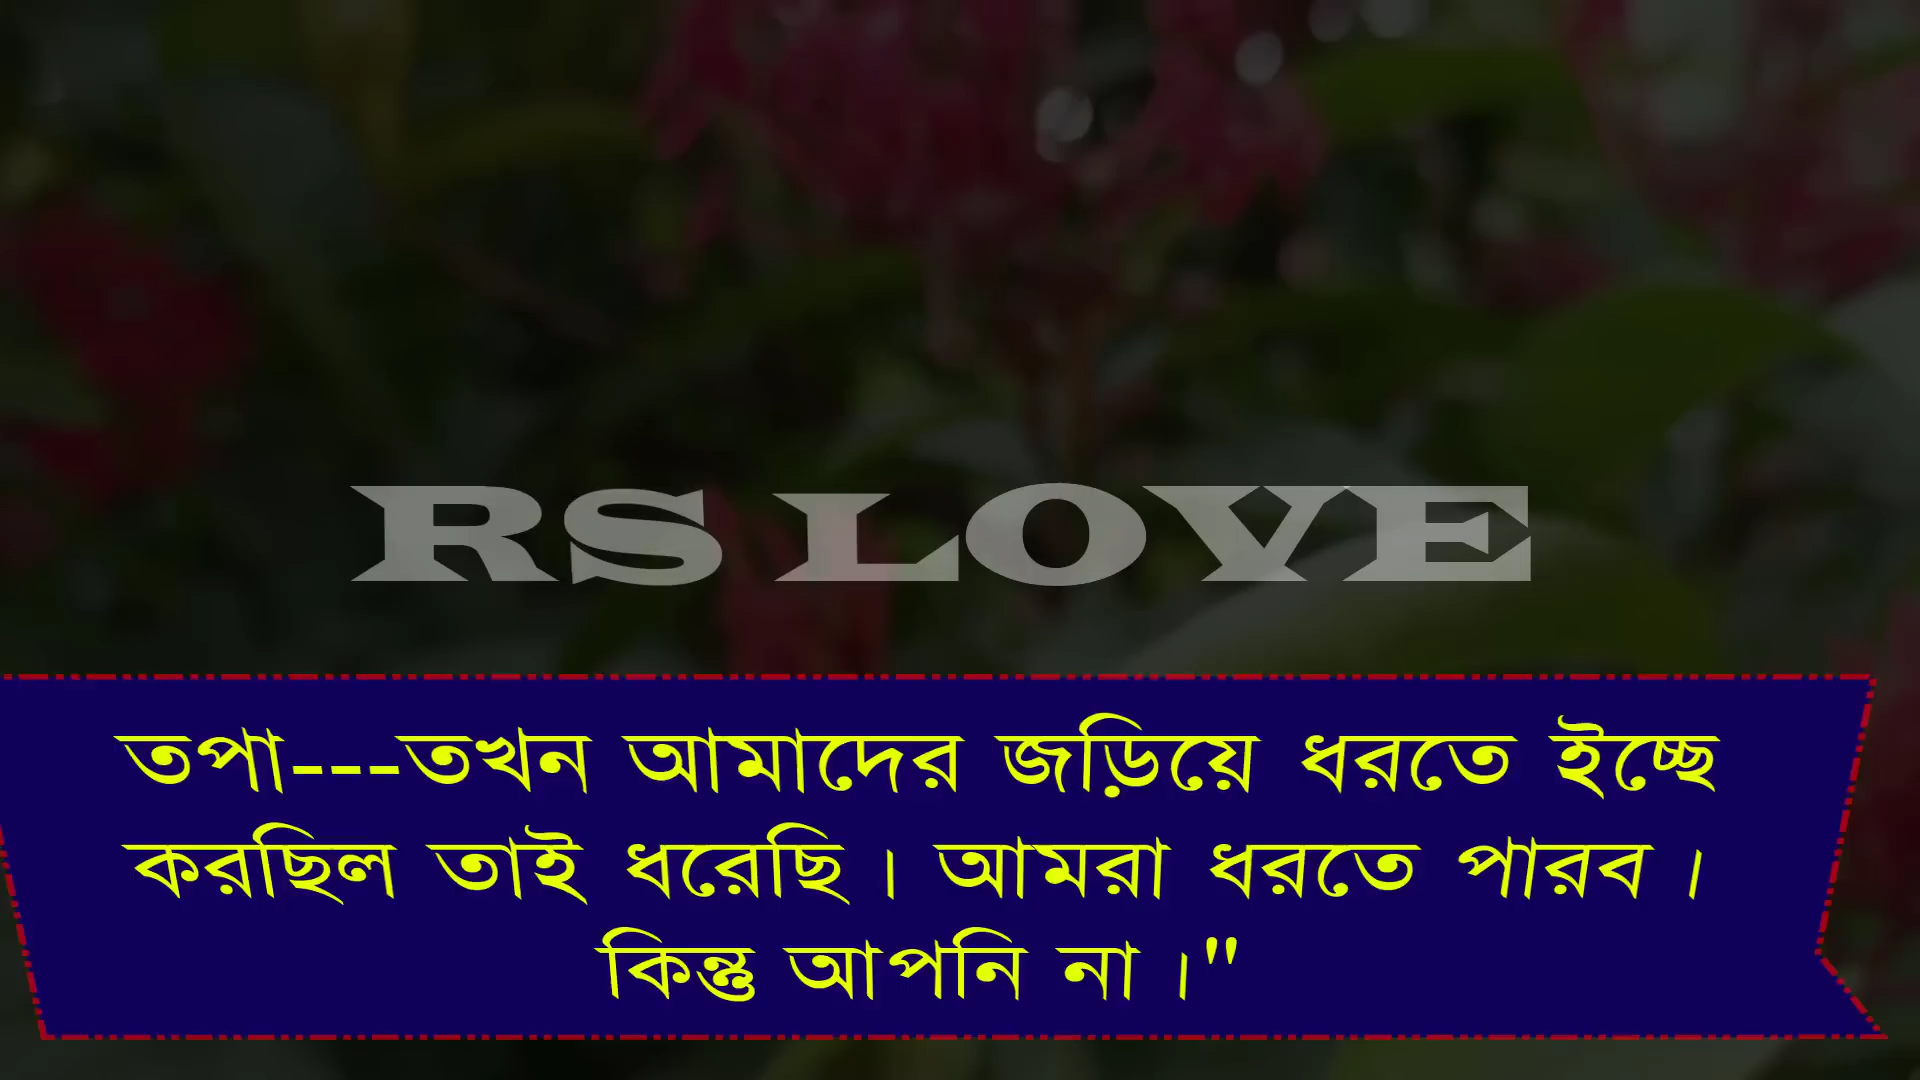 RS LOVE
তপা---তখন আমাদের জড়িয়ে ধরতে ইচ্ছে
করছিল তাই ধরেছি। আমরা ধরতে পারব।
কিন্তু আপনি না।"